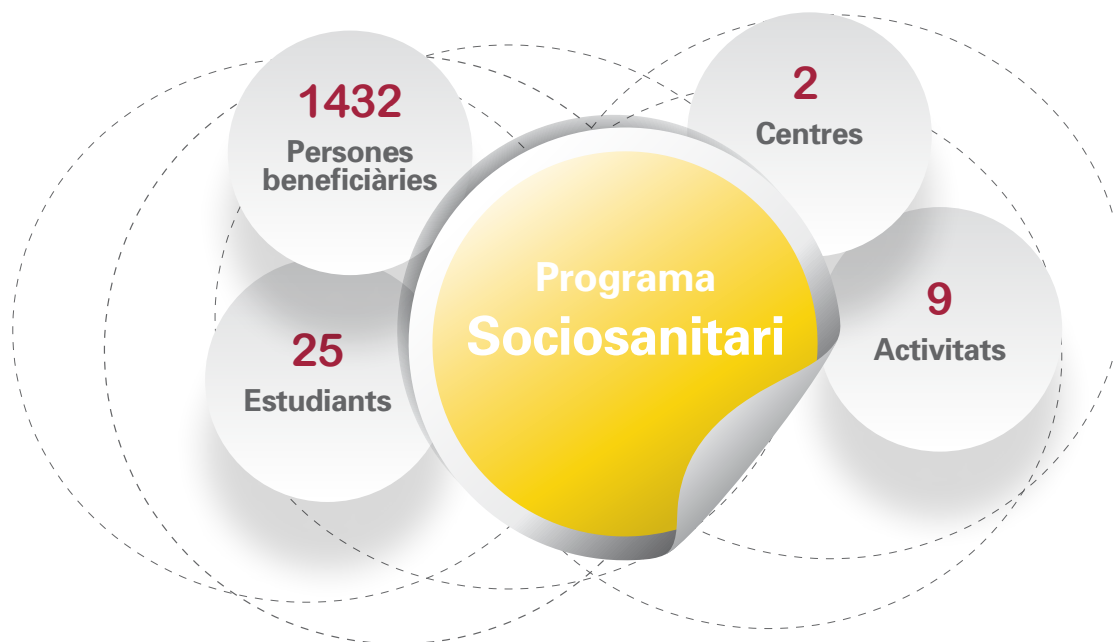 1432
Persones
beneficiàries
2
Centres
Programa
Sociosanitari
25
Estudiants
9
Activitats